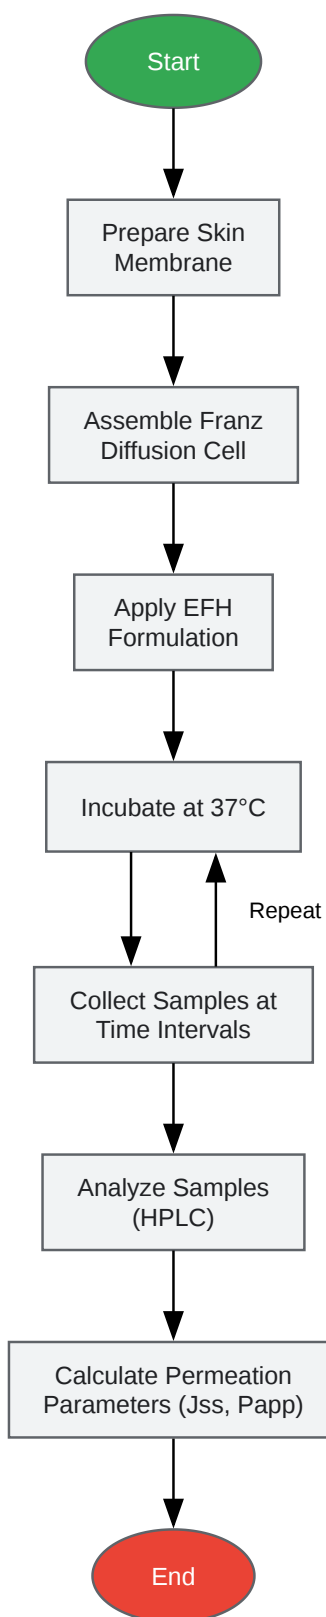 Start
Prepare Skin
Membrane
Assemble Franz
Diffusion Cell
Apply EFH
Formulation
Incubate at 37°C
Repeat
Collect Samples at
Time Intervals
Analyze Samples
(HPLC)
Calculate Permeation
Parameters (Jss, Papp)
End